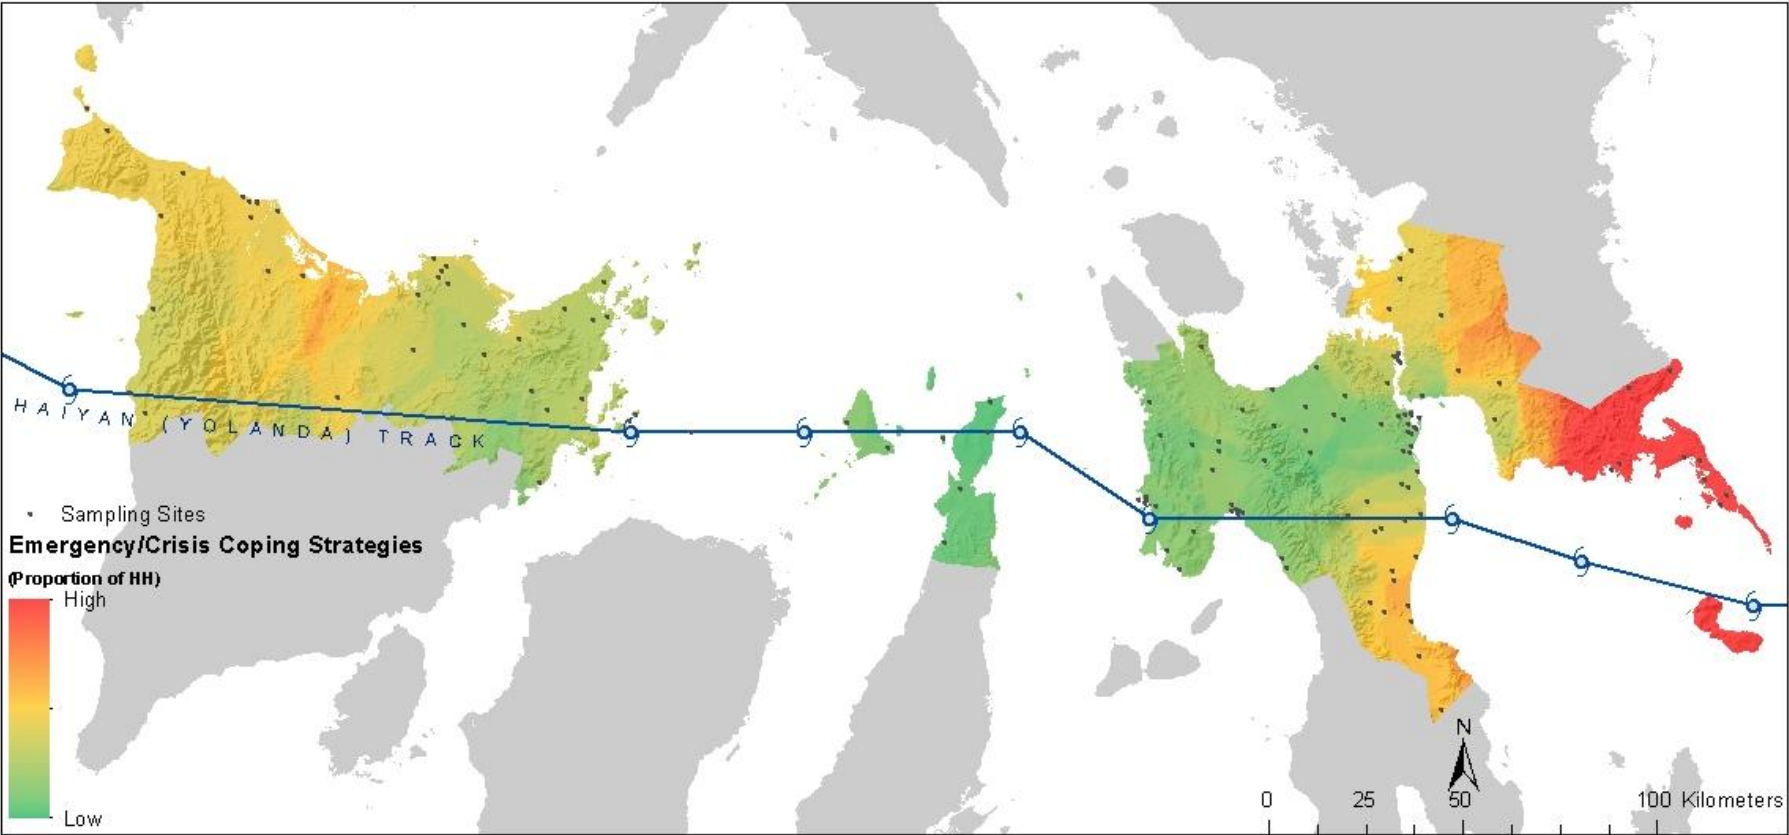 HAIYAN (YOLANDA) TRACK
Sampling Sites
Emergency/Crisis Coping Strategies
(Proportion of HH)
High
Low
N
0 25 50 100 Kilometers